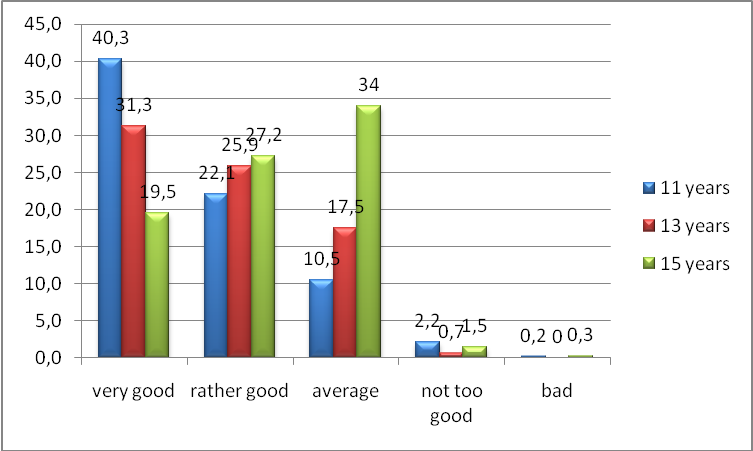 45,0
40,0
35,0
30,0
25,0
20,0
15,0
10,0
5,0
0,0
40,3
31,3
19,5
22,1
25,9
27,2
10,5
17,5
34
2,2
0,7
1,5
0,2
0
0,3
very good
rather good
average
not too
good
bad
11 years
13 years
15 years